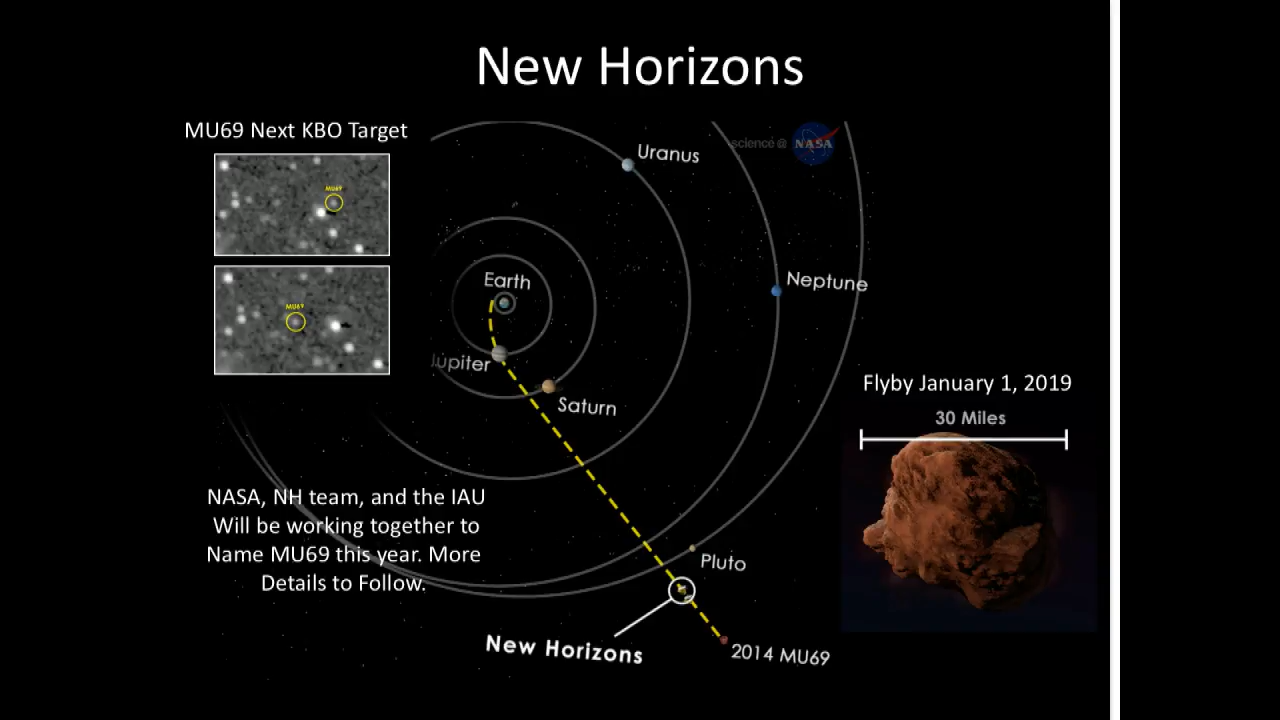 New Horizons
MU69 Next KBO Target
MU69
MU69
science @ NASA
Uranus
Earth
Neptune
Jupiter
Saturn
Flyby January 1, 2019
30 Miles
NASA, NH team, and the IAU
Will be working together to
Name MU69 this year. More
Details to Follow.
Pluto
New Horizons
2014 MU69